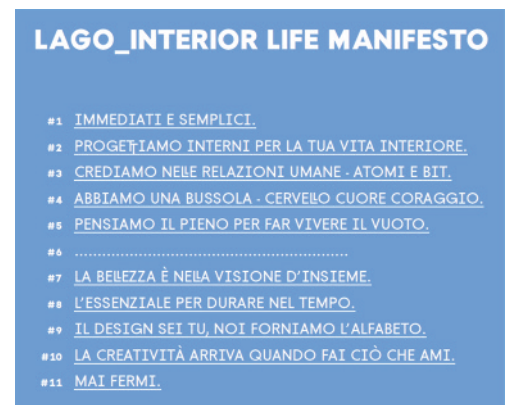 LAGO_INTERIOR LIFE MANIFESTO
#1 IMMEDIATI E SEMPLICI.
#2 PROGETTIAMO INTERNI PER LA TUA VITA INTERIORE.
#3 CREDIAMO NELLE RELAZIONI UMANE - ATOMI E BIT.
#4 ABBIAMO UNA BUSSOLA - CERVELLO CUORE CORAGGIO.
#5 PENSIAMO IL PIENO PER FAR VIVERE IL VUOTO.
#6 .........................................................
#7 LA BELLEZZA È NELLA VISIONE D'INSIEME.
#8 L'ESSENZIALE PER DURARE NEL TEMPO.
#9 IL DESIGN SEI TU, NOI FORNIAMO L'ALFABETO.
#10 LA CREATIVITÀ ARRIVA QUANDO FAI CIÒ CHE AMI.
#11 MAI FERMI.